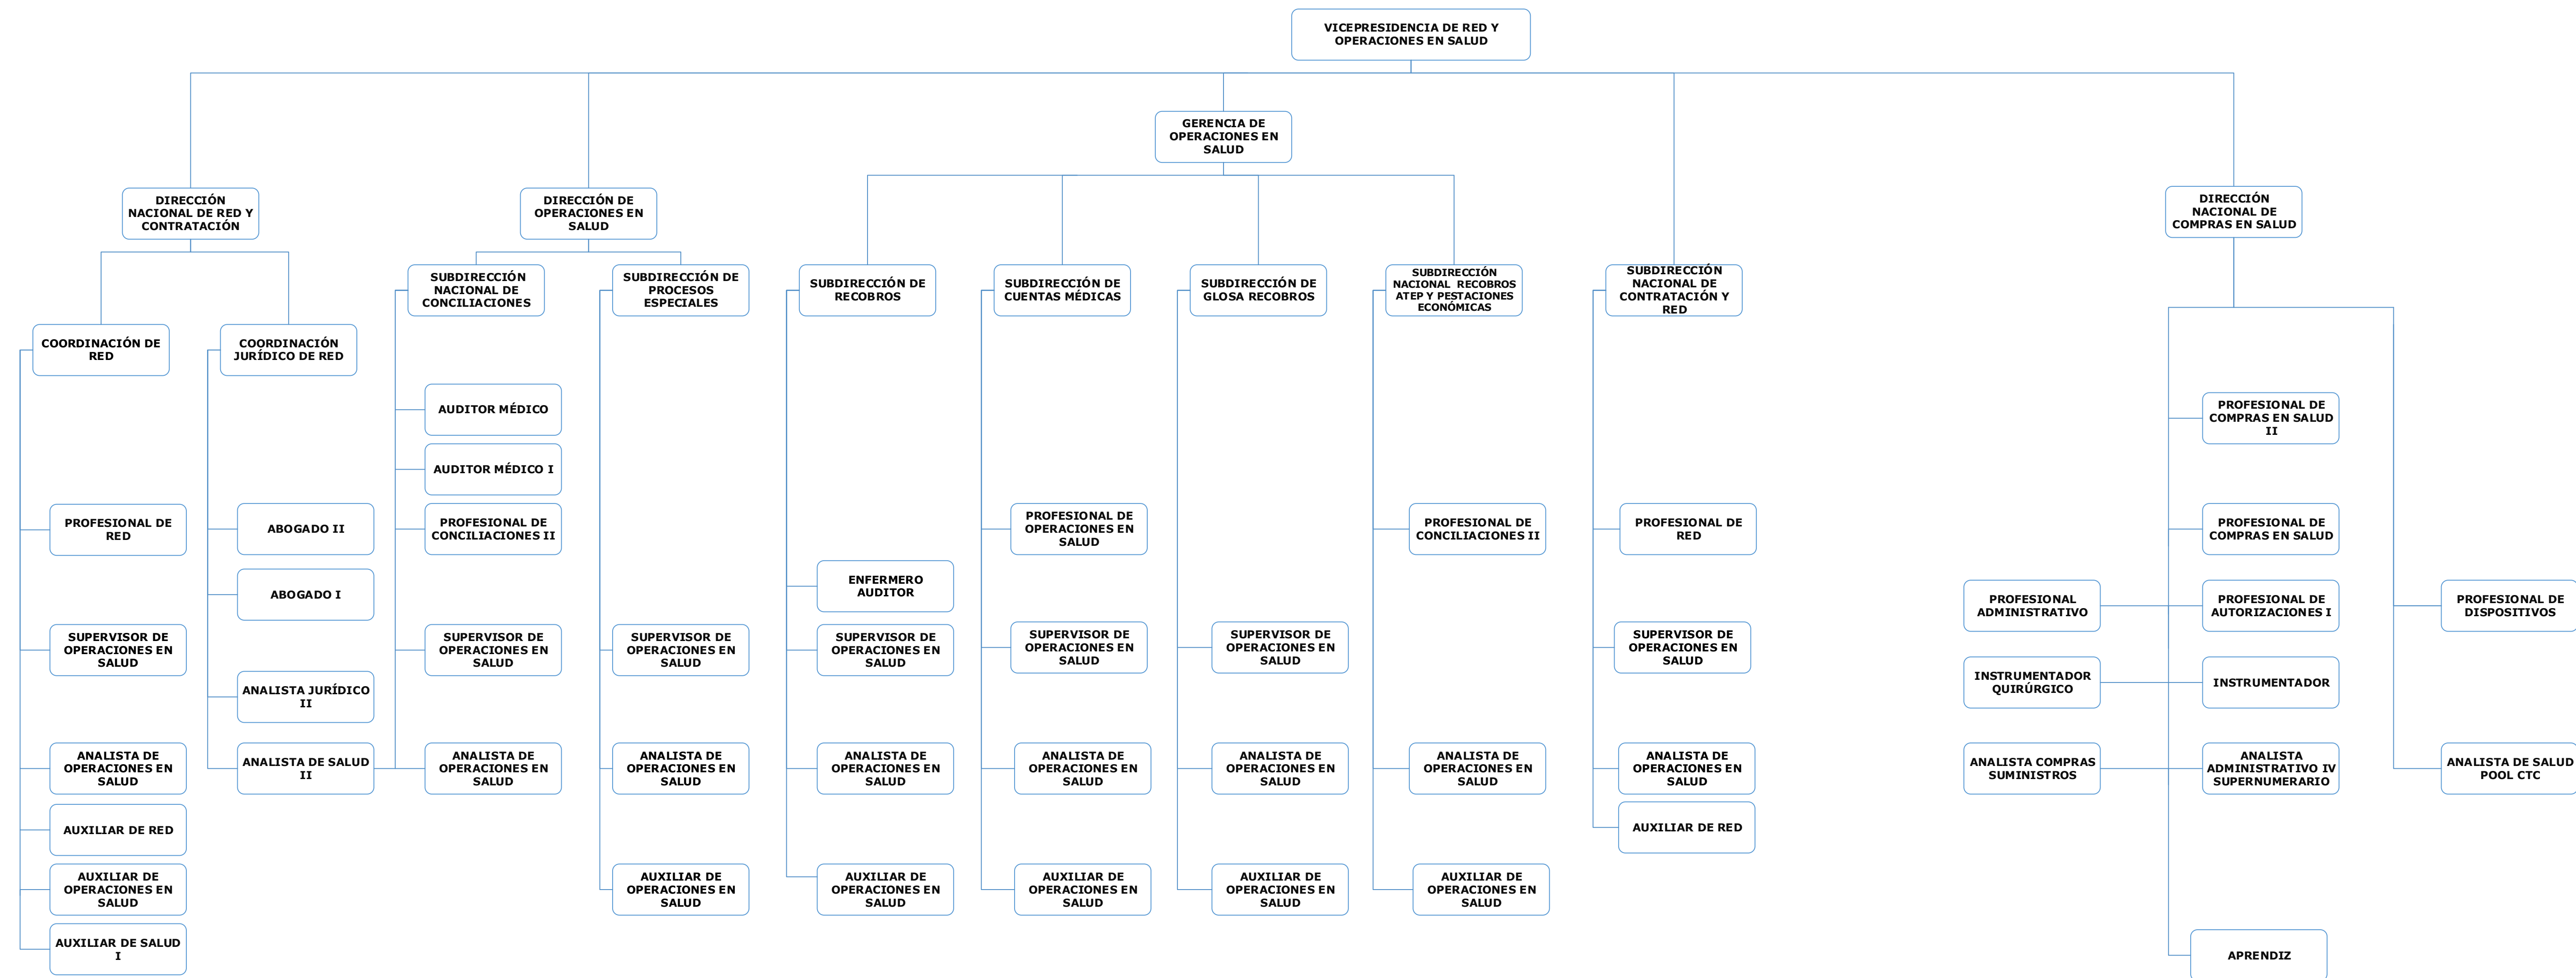 VICEPRESIDENCIA DE RED Y
OPERACIONES EN SALUD
GERENCIA DE
OPERACIONES EN
SALUD
DIRECCIÓN
NACIONAL DE RED Y
CONTRATACIÓN
DIRECCIÓN DE
OPERACIONES EN
SALUD
DIRECCIÓN
NACIONAL DE
COMPRAS EN SALUD
SUBDIRECCIÓN
NACIONAL DE
CONCILIACIONES
SUBDIRECCIÓN DE
PROCESOS
ESPECIALES
SUBDIRECCIÓN DE
RECOBROS
SUBDIRECCIÓN DE
CUENTAS MÉDICAS
SUBDIRECCIÓN DE
GLOSA RECOBROS
SUBDIRECCIÓN
NACIONAL RECOBROS
ATEP Y PESTACIONES
ECONÓMICAS
SUBDIRECCIÓN
NACIONAL DE
CONTRATACIÓN Y
RED
COORDINACIÓN DE
RED
COORDINACIÓN
JURÍDICO DE RED
AUDITOR MÉDICO
PROFESIONAL DE
COMPRAS EN SALUD
II
AUDITOR MÉDICO I
PROFESIONAL DE
RED
ABOGADO II
PROFESIONAL DE
CONCILIACIONES II
PROFESIONAL DE
OPERACIONES EN
SALUD
PROFESIONAL DE
CONCILIACIONES II
PROFESIONAL DE
RED
PROFESIONAL DE
COMPRAS EN SALUD
ABOGADO I
ENFERMERO
AUDITOR
PROFESIONAL
ADMINISTRATIVO
PROFESIONAL DE
AUTORIZACIONES I
PROFESIONAL DE
DISPOSITIVOS
SUPERVISOR DE
OPERACIONES EN
SALUD
SUPERVISOR DE
OPERACIONES EN
SALUD
SUPERVISOR DE
OPERACIONES EN
SALUD
SUPERVISOR DE
OPERACIONES EN
SALUD
SUPERVISOR DE
OPERACIONES EN
SALUD
SUPERVISOR DE
OPERACIONES EN
SALUD
SUPERVISOR DE
OPERACIONES EN
SALUD
ANALISTA JURÍDICO
II
INSTRUMENTADOR
QUIRÚRGICO
INSTRUMENTADOR
ANALISTA DE
OPERACIONES EN
SALUD
ANALISTA DE SALUD
II
ANALISTA DE
OPERACIONES EN
SALUD
ANALISTA DE
OPERACIONES EN
SALUD
ANALISTA DE
OPERACIONES EN
SALUD
ANALISTA DE
OPERACIONES EN
SALUD
ANALISTA DE
OPERACIONES EN
SALUD
ANALISTA DE
OPERACIONES EN
SALUD
ANALISTA DE
OPERACIONES EN
SALUD
ANALISTA COMPRAS
SUMINISTROS
ANALISTA
ADMINISTRATIVO IV
SUPERNUMERARIO
ANALISTA DE SALUD
POOL CTC
AUXILIAR DE RED
AUXILIAR DE RED
AUXILIAR DE
OPERACIONES EN
SALUD
AUXILIAR DE
OPERACIONES EN
SALUD
AUXILIAR DE
OPERACIONES EN
SALUD
AUXILIAR DE
OPERACIONES EN
SALUD
AUXILIAR DE
OPERACIONES EN
SALUD
AUXILIAR DE
OPERACIONES EN
SALUD
AUXILIAR DE SALUD
I
APRENDIZ